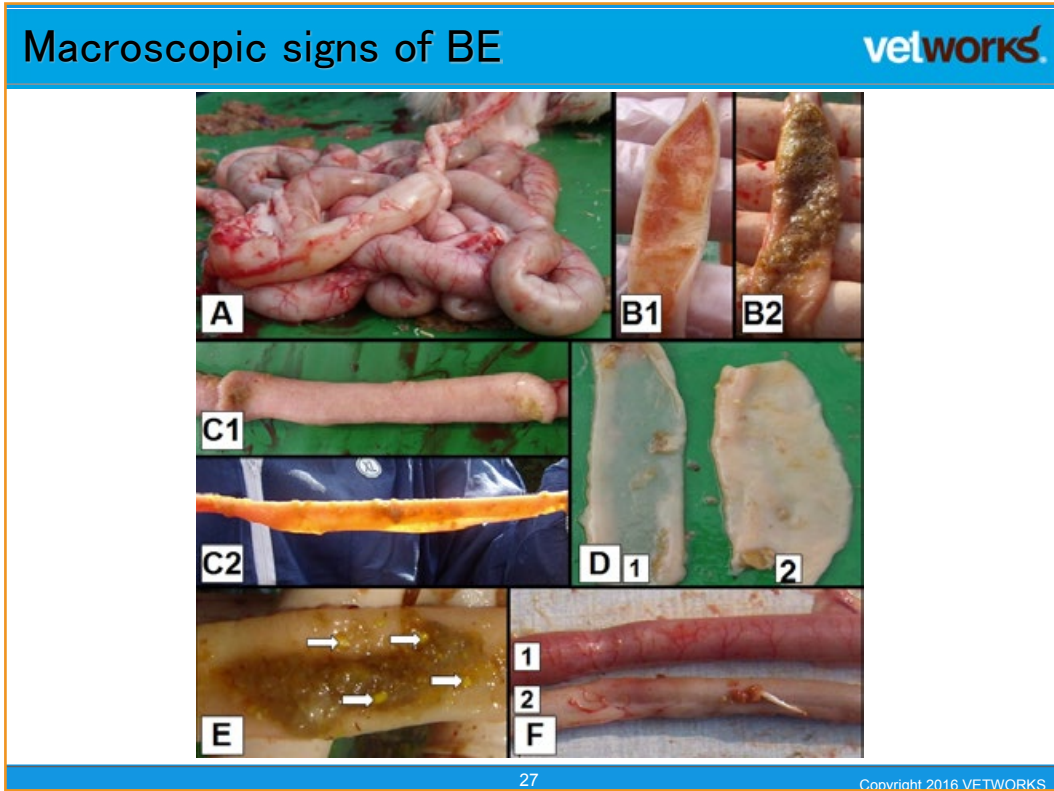 Macroscopic signs of BE
vetworks.
A
B1
B2
C1
C2
D
1
2
E
1
2
F
27
Copyright 2016 VETWORKS